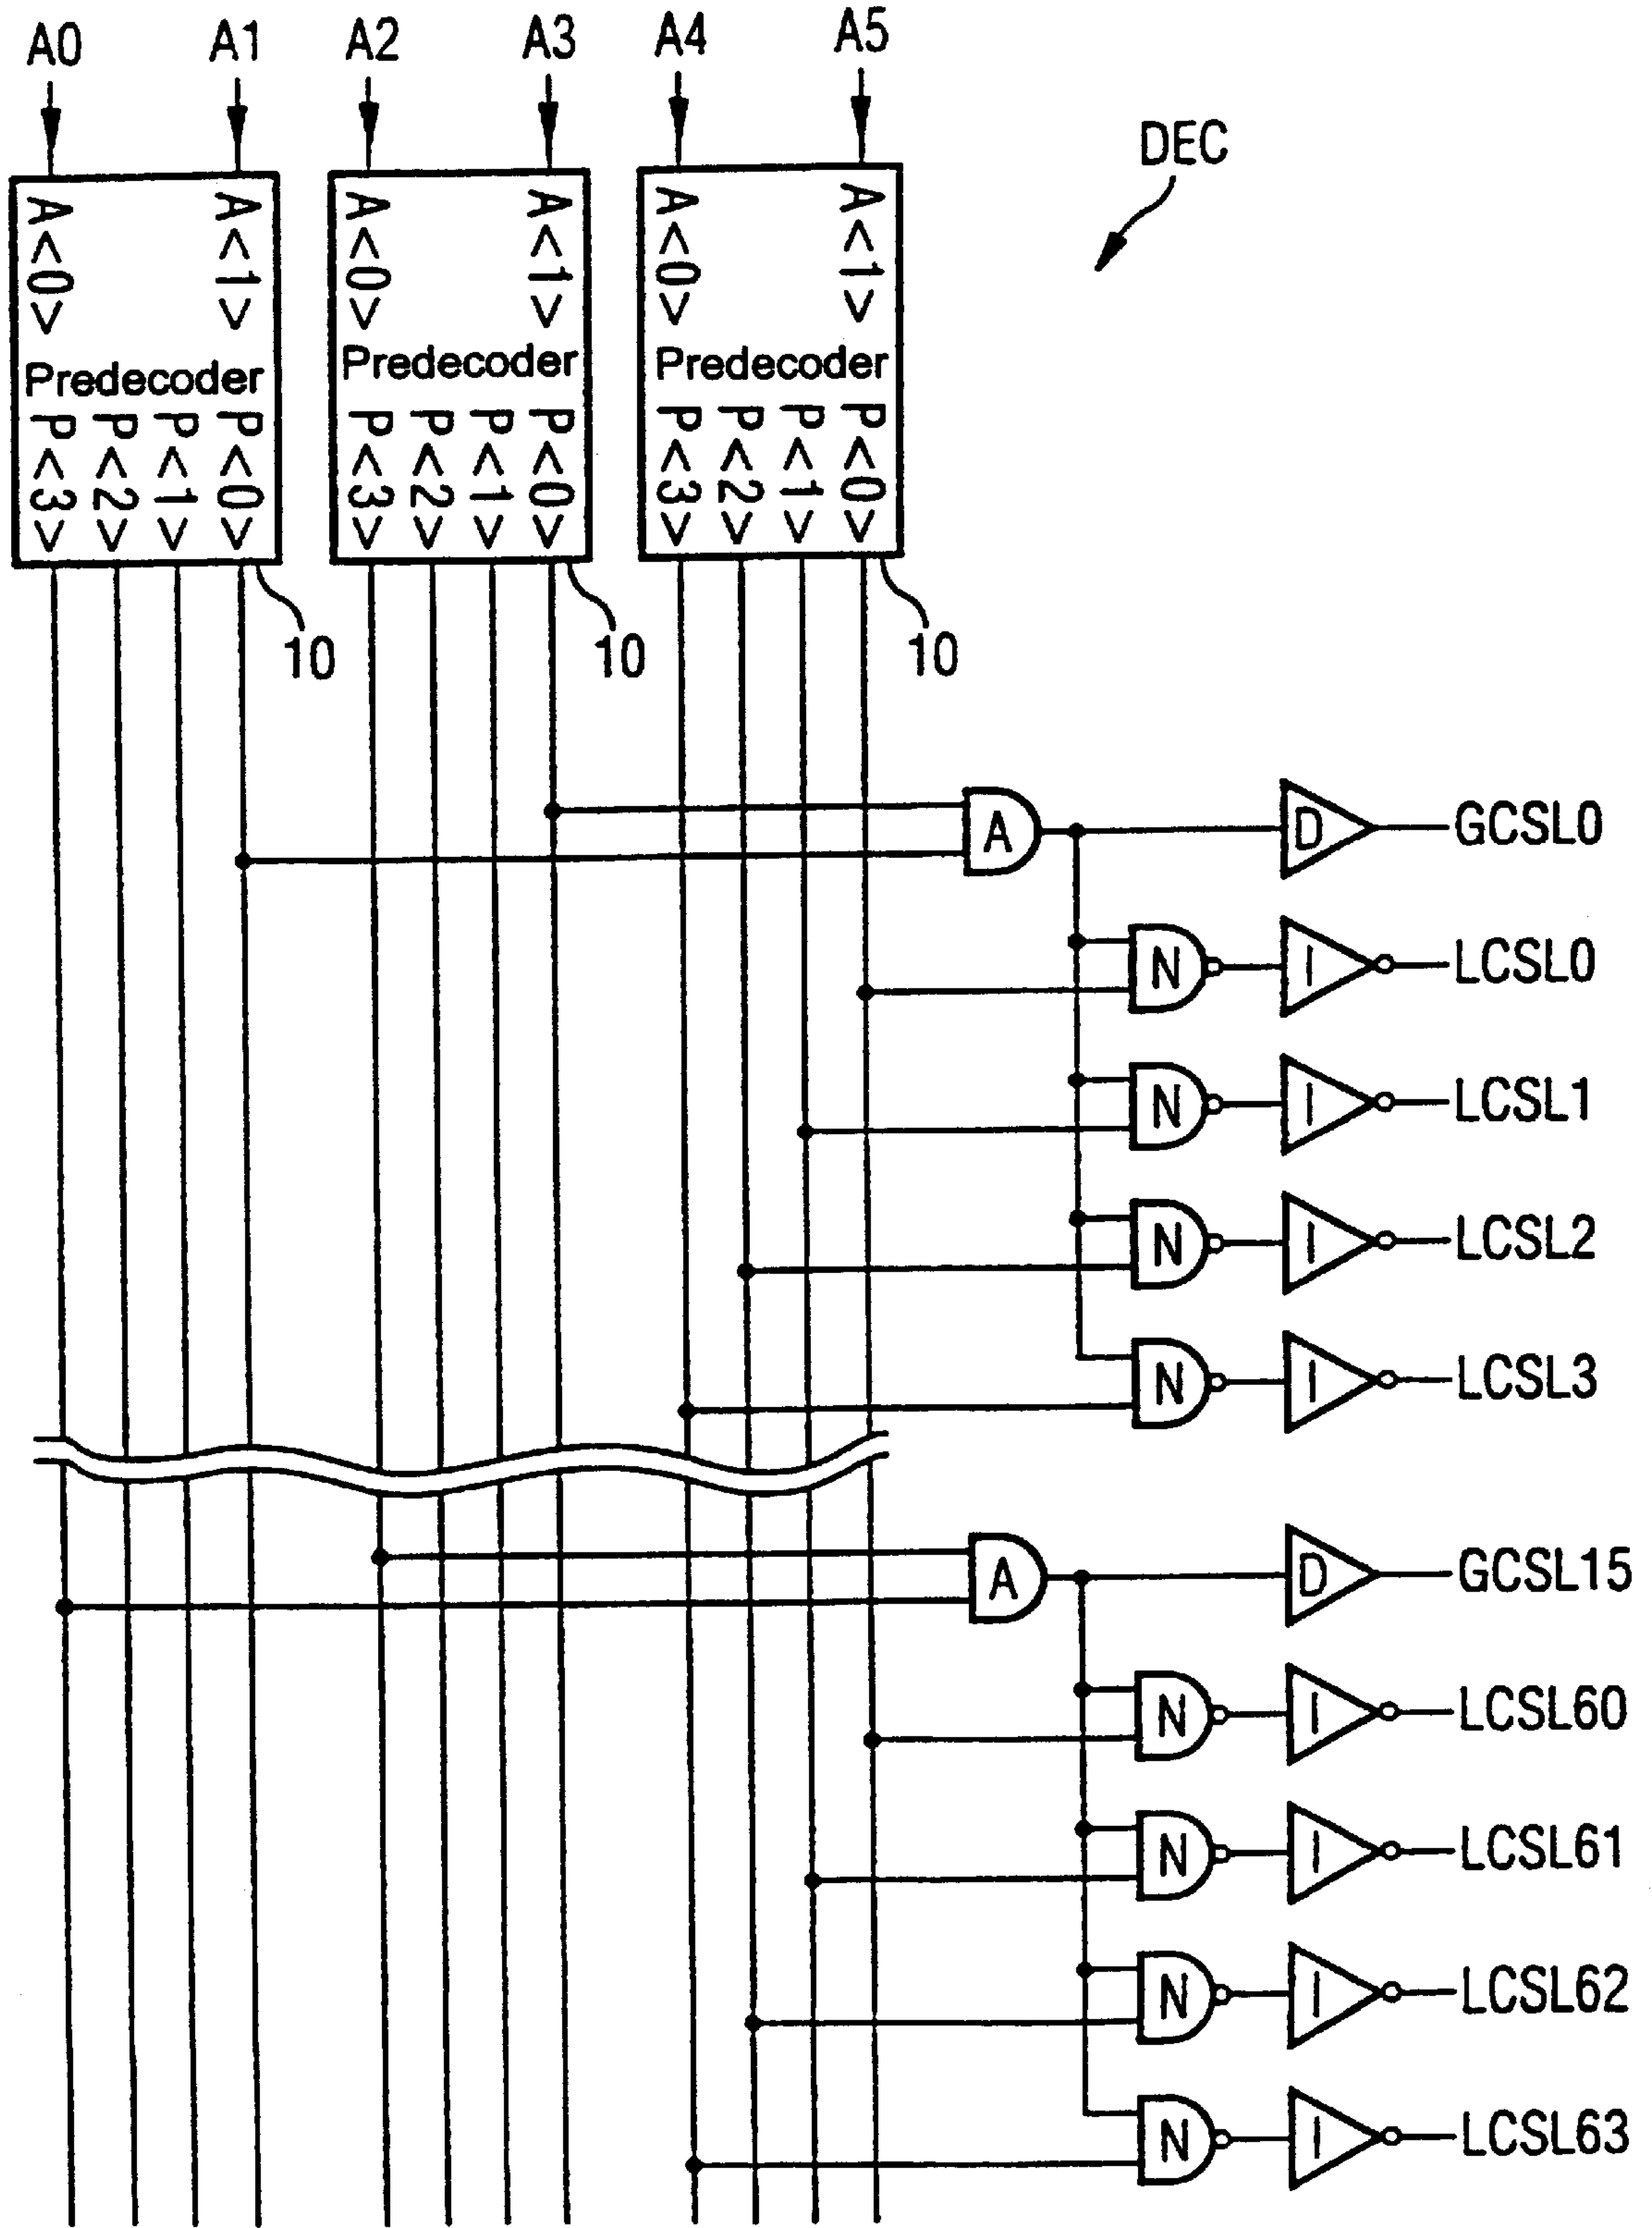 A0 A1 A2 A3 A4 A5
DEC
A<0> A<1> A<0> A<1> A<0> A<1>
Predecoder Predecoder Predecoder
P<3> P<2> P<1> P<0> P<3> P<2> P<1> P<0> P<3> P<2> P<1> P<0>
10 10 10
A D GCSL0
N I LCSL0
N I LCSL1
N I LCSL2
N I LCSL3
A D GCSL15
N I LCSL60
N I LCSL61
N I LCSL62
N I LCSL63